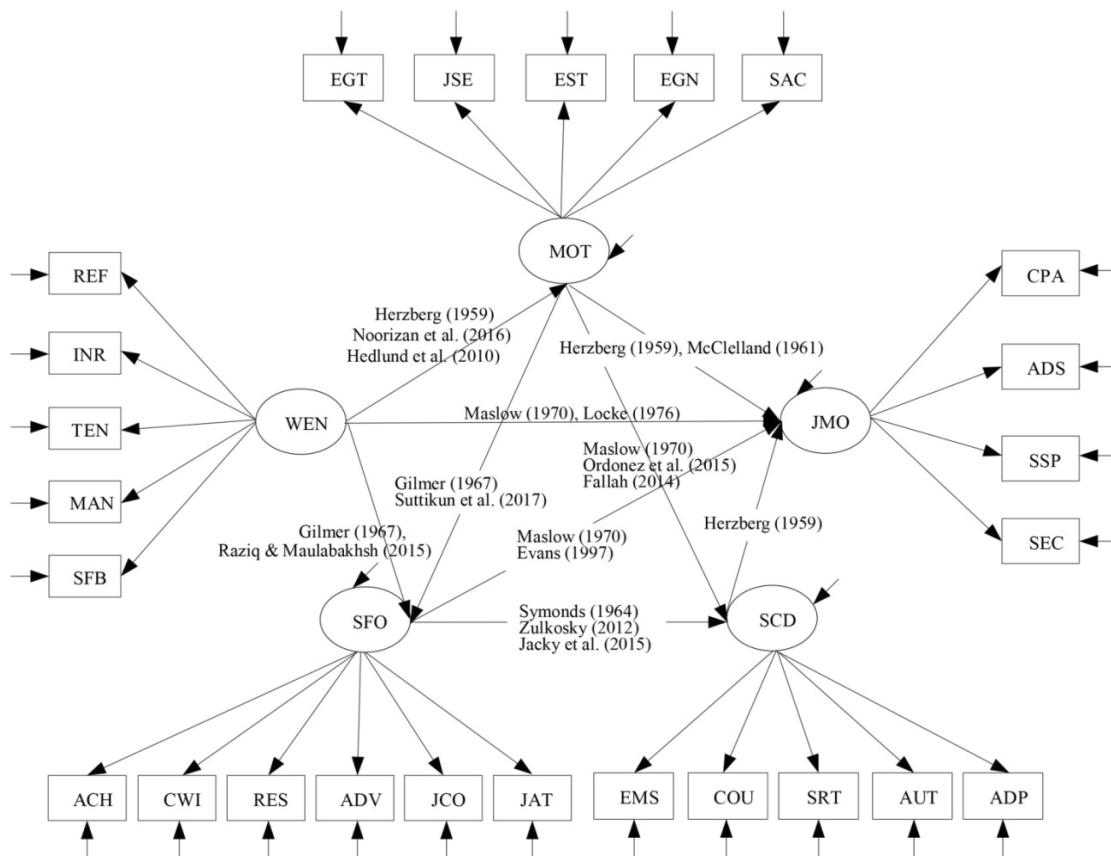 EGT
JSE
EST
EGN
SAC
MOT
REF
INR
TEN
MAN
SFB
WEN
Herzberg (1959)
Noorizan et al. (2016)
Hedlund et al. (2010)
Herzberg (1959), McClelland (1961)
CPA
ADS
SSP
SEC
JMO
Maslow (1970), Locke (1976)
Maslow (1970)
Ordonez et al. (2015)
Fallah (2014)
Gilmer (1967)
Suttikun et al. (2017)
Gilmer (1967),
Raziq & Maulabakhsh (2015)
Maslow (1970)
Evans (1997)
Herzberg (1959)
SFO
Symonds (1964)
Zulkosky (2012)
Jacky et al. (2015)
SCD
ACH
CWI
RES
ADV
JCO
JAT
EMS
COU
SRT
AUT
ADP